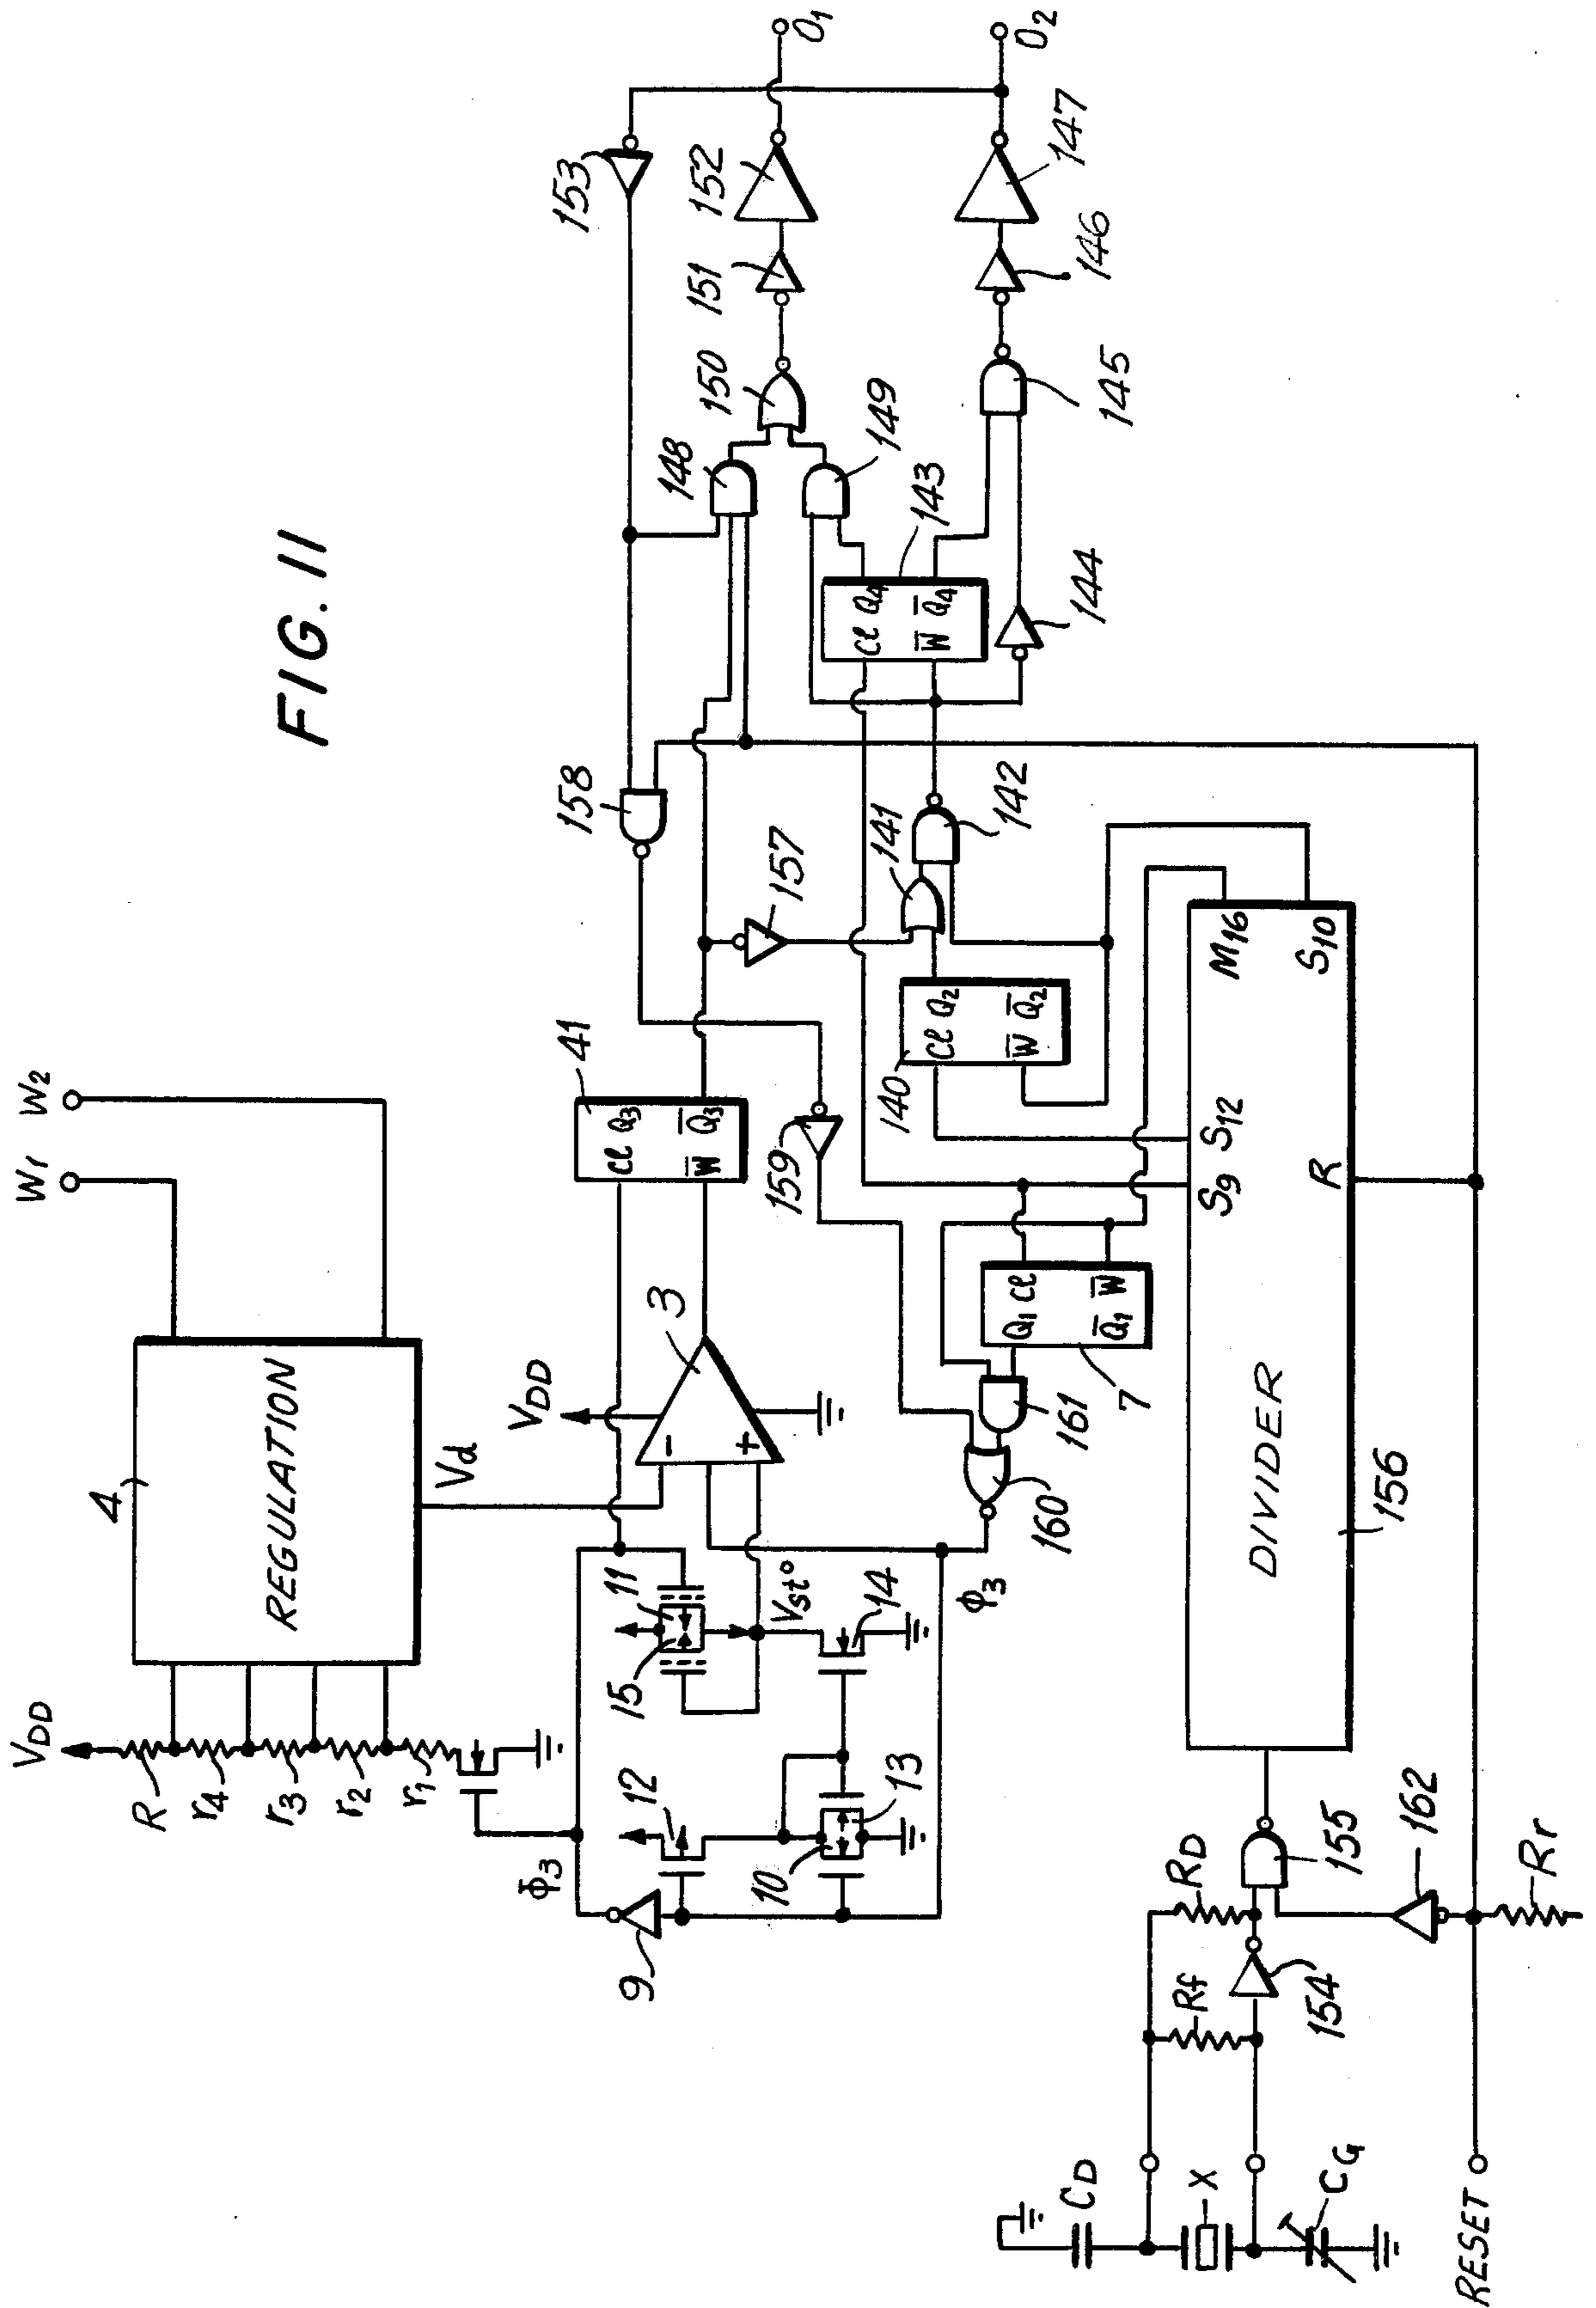 FIG. 11
W1
W2
4
REGULATION
VDD
R
r4
r3
r2
r1
Vd
VDD
3
−
+
41
Cl Q3
W̅ Q̅3
Φ̅3
9
12
10
13
15
11
14
Vst°
Φ3
153
158
157
159
160
161
7
Q1 Cl
Q̅1 W̅
140
Cl Q2
W̅ Q̅2
141
142
143
Cl Q4
W̅ Q̅4
144
145
146
147
148
149
150
151
152
O1
O2
DIVIDER
156
S9
S12
M16
S10
R
CD
X
CG
Rf
RD
154
155
162
Rr
RESET